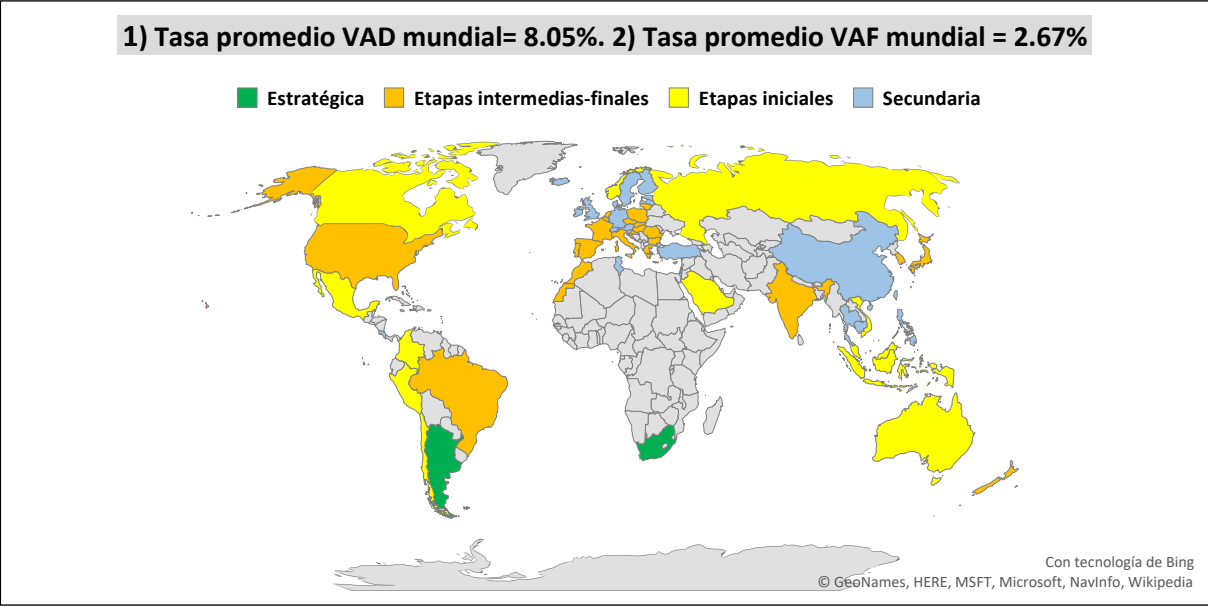 1) Tasa promedio VAD mundial= 8.05%. 2) Tasa promedio VAF mundial = 2.67%
Estratégica Etapas intermedias-finales Etapas iniciales Secundaria
Con tecnología de Bing
© GeoNames, HERE, MSFT, Microsoft, NavInfo, Wikipedia